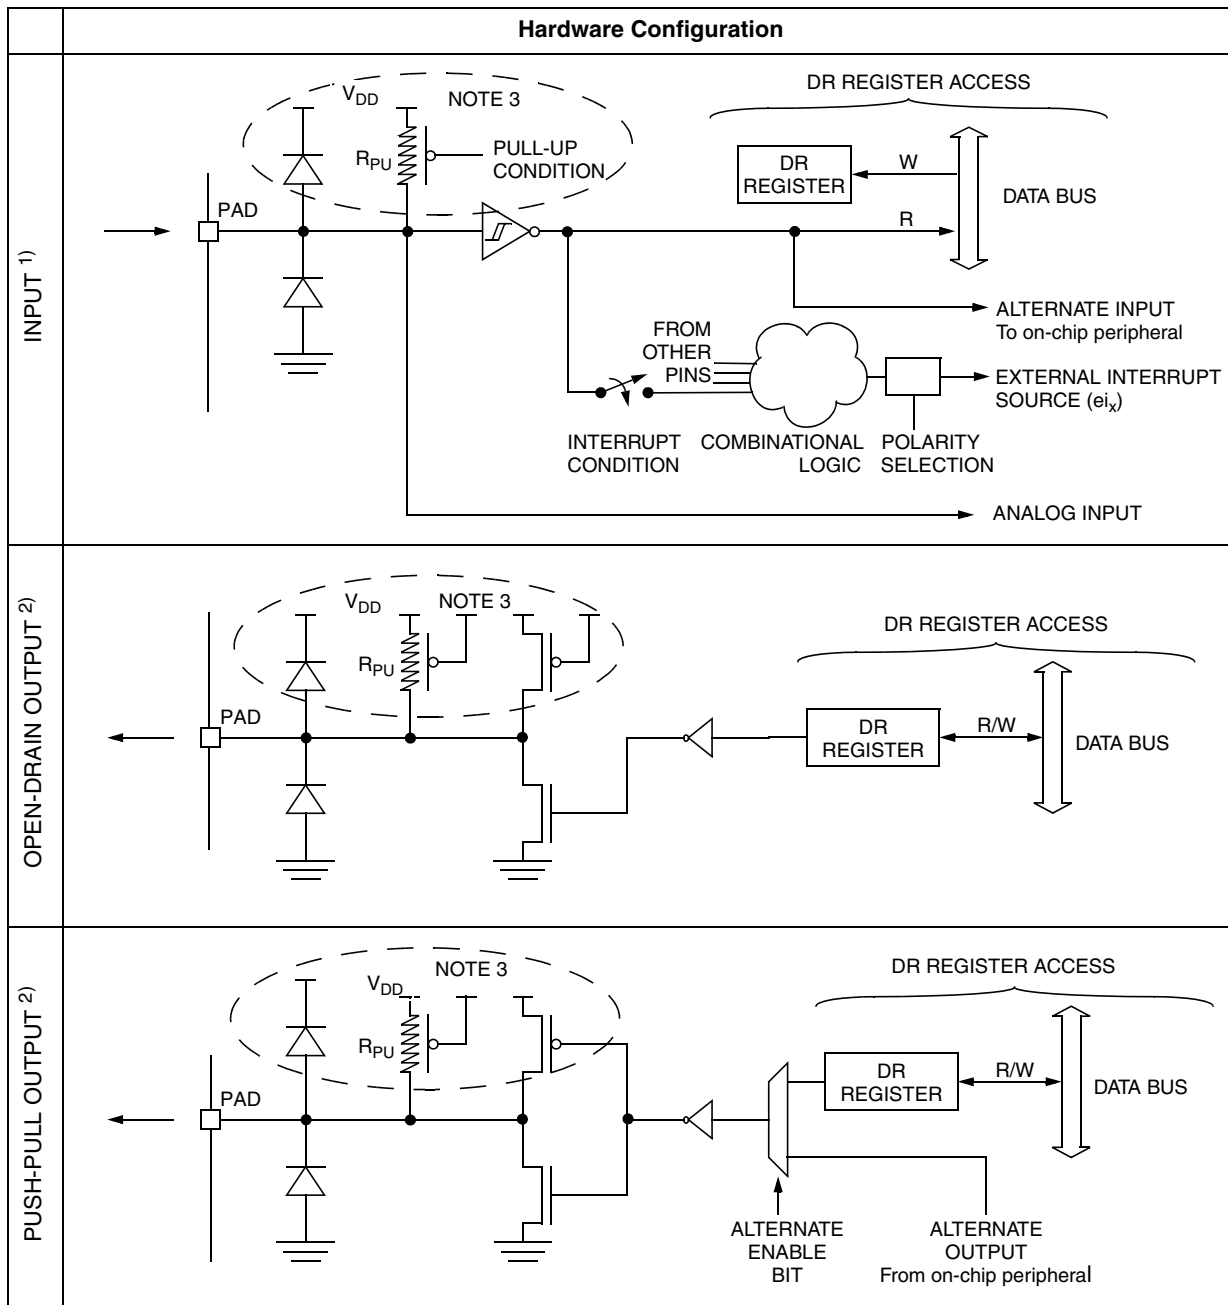 Hardware Configuration
INPUT 1)
VDD
NOTE 3
RPU
PULL-UP
CONDITION
PAD
DR REGISTER ACCESS
DR
REGISTER
W
R
DATA BUS
ALTERNATE INPUT
To on-chip peripheral
FROM
OTHER
PINS
EXTERNAL INTERRUPT
SOURCE (eix)
INTERRUPT
CONDITION
COMBINATIONAL
LOGIC
POLARITY
SELECTION
ANALOG INPUT
OPEN-DRAIN OUTPUT 2)
VDD
NOTE 3
RPU
PAD
DR REGISTER ACCESS
DR
REGISTER
R/W
DATA BUS
PUSH-PULL OUTPUT 2)
NOTE 3
VDD
RPU
PAD
DR REGISTER ACCESS
DR
REGISTER
R/W
DATA BUS
ALTERNATE
ENABLE
BIT
ALTERNATE
OUTPUT
From on-chip peripheral